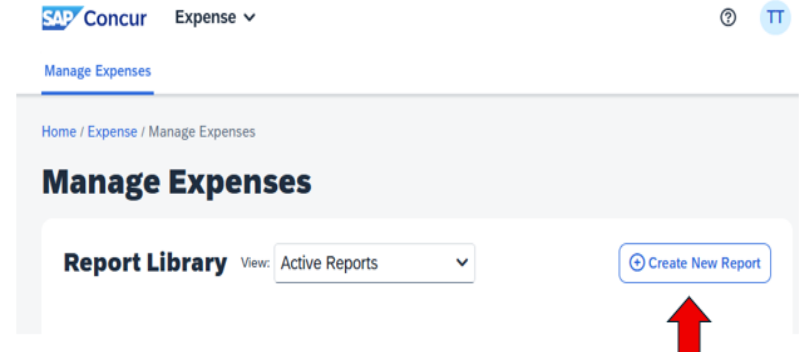 SAP Concur Expense
TT
Manage Expenses
Home / Expense / Manage Expenses
Manage Expenses
Report Library View: Active Reports
Create New Report